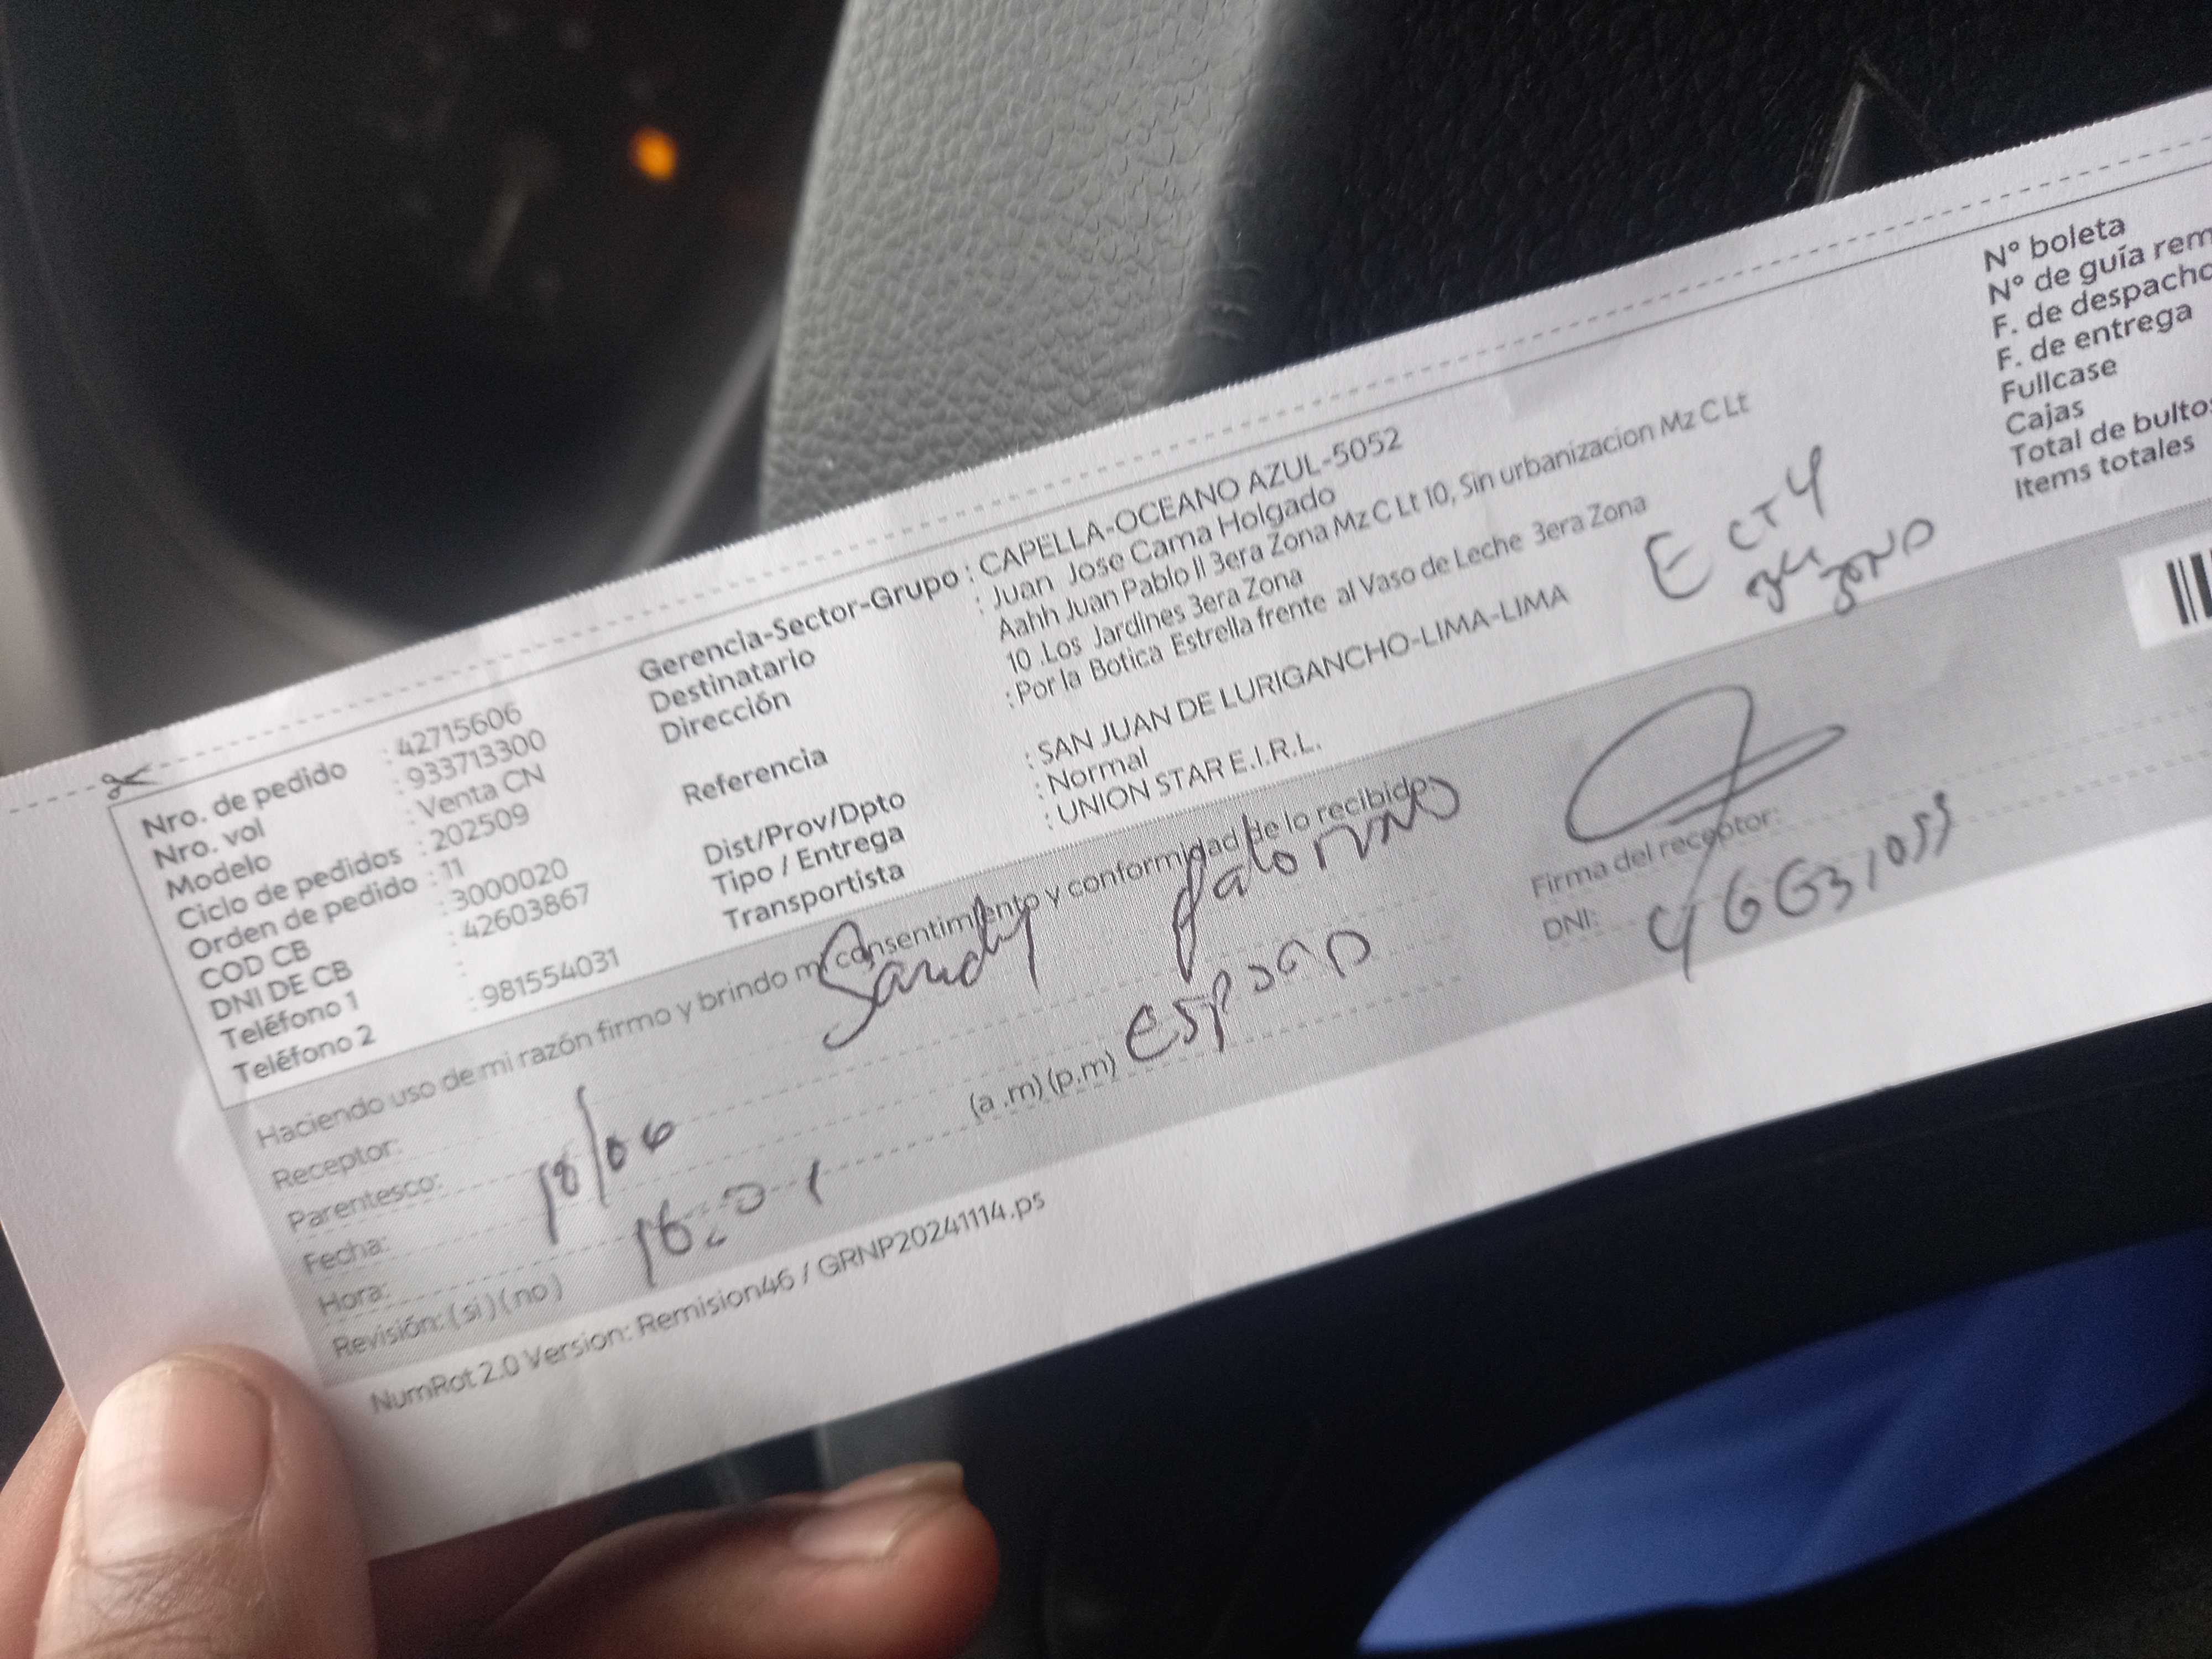 Nro. de pedido : 42715606
Nro. vol : 933713300
Modelo : Venta CN
Ciclo de pedidos : 202509
Orden de pedido : 11
COD CB : 3000020
DNI DE CB : 42603867
Teléfono 1 :
Teléfono 2 : 981554031
Gerencia-Sector-Grupo : CAPELLA-OCEANO AZUL-5052
Destinatario : Juan Jose Cama Holgado
Dirección Aahh Juan Pablo II 3era Zona Mz C Lt 10, Sin urbanizacion Mz C Lt
10 .Los Jardines 3era Zona
Referencia : Por la Botica Estrella frente al Vaso de Leche 3era Zona
Dist/Prov/Dpto : SAN JUAN DE LURIGANCHO-LIMA-LIMA
Tipo / Entrega : Normal
Transportista : UNION STAR E.I.R.L.
N° boleta
N° de guía rem
F. de despacho
F. de entrega
Fullcase
Cajas
Total de bultos
Items totales
Haciendo uso de mi razón firmo y brindo mi consentimiento y conformidad de lo recibido:
Receptor: Sandy
Parentesco:
Fecha: 18/06
Hora: 16:21 (a .m) (p.m)
Revisión: ( si ) ( no )
Firma del receptor:
DNI: 46631053
NumRot 2.0 Version: Remision46 / GRNP20241114.ps